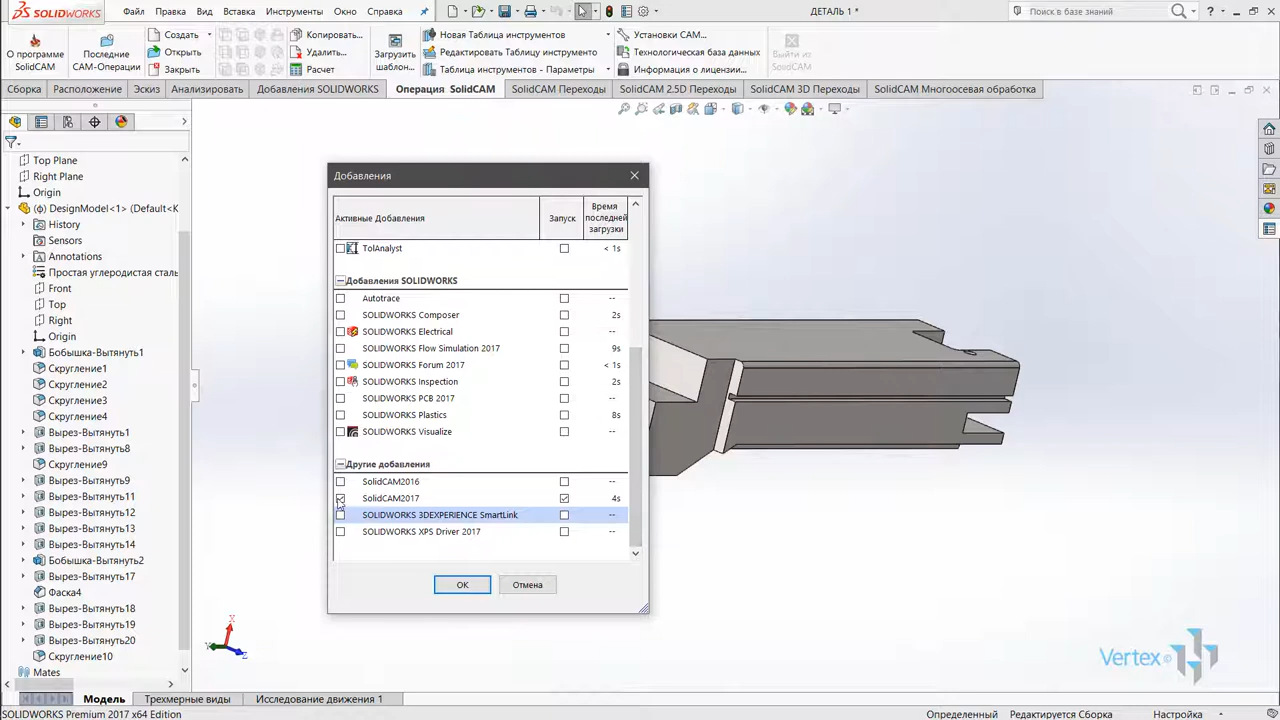 SOLIDWORKS
Файл Правка Вид Вставка Инструменты Окно Справка
ДЕТАЛЬ 1 *
Поиск в базе знаний
?
О программе SolidCAM
Последние CAM-Операции
Создать
Открыть
Закрыть
Копировать...
Удалить...
Расчет
Загрузить шаблон...
Новая Таблица инструментов
Редактировать Таблицу инструменто
Таблица инструментов - Параметры
Установки CAM...
Технологическая база данных
Информация о лицензии...
Выйти из SolidCAM
Сборка Расположение Эскиз Анализировать Добавления SOLIDWORKS Операция SolidCAM SolidCAM Переходы SolidCAM 2.5D Переходы SolidCAM 3D Переходы SolidCAM Многоосевая обработка
Top Plane
Right Plane
Origin
(ф) DesignModel<1> (Default<К
History
Sensors
Annotations
Простая углеродистая сталь
Front
Top
Right
Origin
Бобышка-Вытянуть1
Скругление1
Скругление2
Скругление3
Скругление4
Вырез-Вытянуть1
Вырез-Вытянуть8
Скругление9
Вырез-Вытянуть9
Вырез-Вытянуть11
Вырез-Вытянуть12
Вырез-Вытянуть13
Вырез-Вытянуть14
Бобышка-Вытянуть2
Вырез-Вытянуть17
Фаска4
Вырез-Вытянуть18
Вырез-Вытянуть19
Вырез-Вытянуть20
Скругление10
Mates
Добавления
Активные Добавления Запуск Время последней загрузки
TolAnalyst < 1s
Добавления SOLIDWORKS
Autotrace --
SOLIDWORKS Composer 2s
SOLIDWORKS Electrical --
SOLIDWORKS Flow Simulation 2017 9s
SOLIDWORKS Forum 2017 < 1s
SOLIDWORKS Inspection 2s
SOLIDWORKS PCB 2017 --
SOLIDWORKS Plastics 8s
SOLIDWORKS Visualize --
Другие добавления
SolidCAM2016 --
SolidCAM2017 4s
SOLIDWORKS 3DEXPERIENCE SmartLink --
SOLIDWORKS XPS Driver 2017 --
OK Отмена
X
Y
Z
Vertex ©
Модель Трехмерные виды Исследование движения 1
SOLIDWORKS Premium 2017 x64 Edition
Определенный Редактируется Сборка Настройка